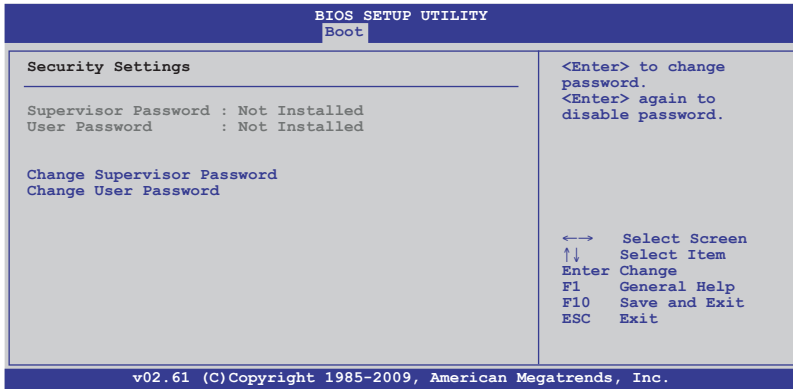 BIOS SETUP UTILITY
Boot
Security Settings
Supervisor Password : Not Installed
User Password : Not Installed
Change Supervisor Password
Change User Password
<Enter> to change
password.
<Enter> again to
disable password.
←→ Select Screen
↑↓ Select Item
Enter Change
F1 General Help
F10 Save and Exit
ESC Exit
v02.61 (C)Copyright 1985-2009, American Megatrends, Inc.